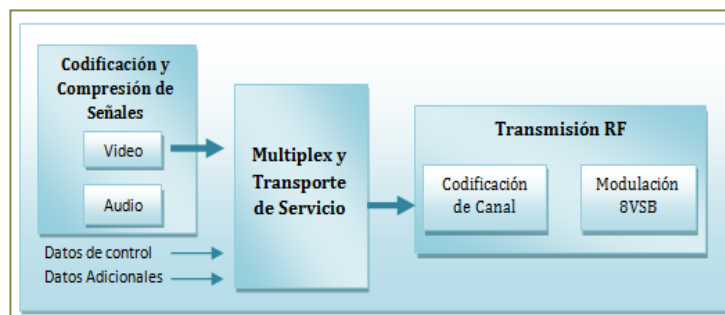 Codificación y
Compresión de
Señales
Video
Audio
Datos de control
Datos Adicionales
Multiplex y
Transporte
de Servicio
Transmisión RF
Codificación
de Canal
Modulación
8VSB